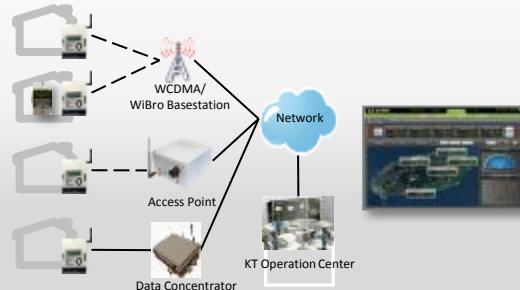 WCDMA/
WiBro Basestation
Network
Access Point
KT Operation Center
Data Concentrator